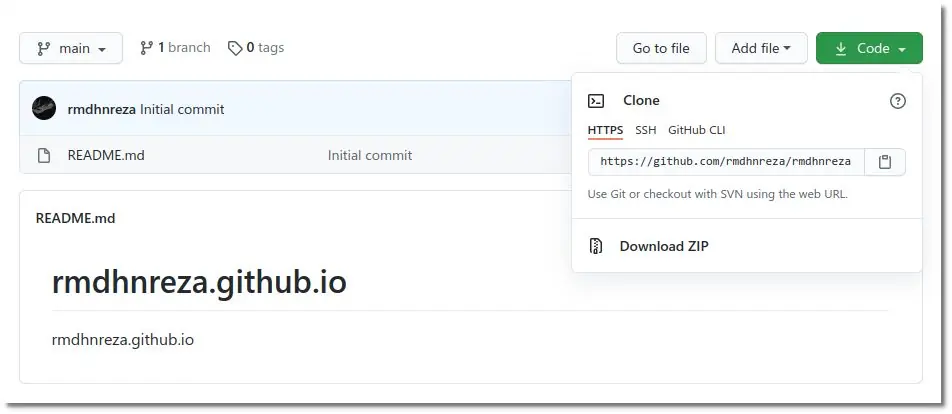 main 1 branch 0 tags Go to file Add file Code
rmdhnreza Initial commit
README.md Initial commit
Clone
HTTPS SSH GitHub CLI
https://github.com/rmdhnreza/rmdhnreza
Use Git or checkout with SVN using the web URL.
Download ZIP
README.md
rmdhnreza.github.io
rmdhnreza.github.io